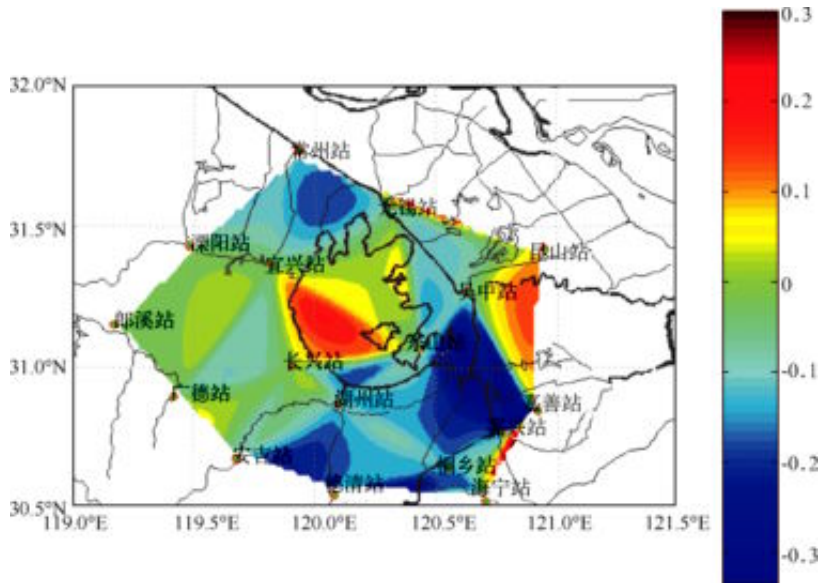 0.3
32.0°N
0.2
常州站
无锡站
0.1
31.5°N
溧阳站
昆山站
宜兴站
吴中站
0
郎溪站
东山站
31.0°N
长兴站
-0.1
广德站
湖州站
嘉善站
嘉兴站
安吉站
桐乡站
-0.2
德清站
海宁站
30.5°N
119.0°E
119.5°E
120.0°E
120.5°E
121.0°E
121.5°E
-0.3